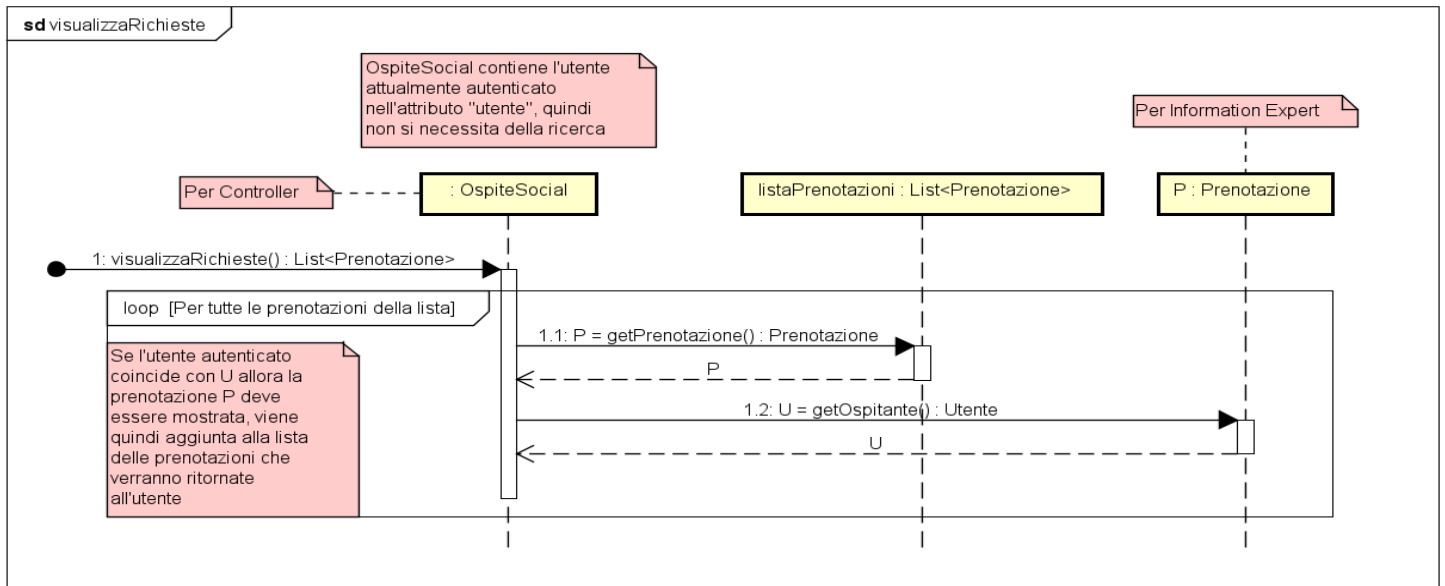 sd visualizzaRichieste
OspiteSocial contiene l'utente
attualmente autenticato
nell'attributo "utente", quindi
non si necessita della ricerca
Per Information Expert
Per Controller
: OspiteSocial
listaPrenotazioni : List<Prenotazione>
P : Prenotazione
1: visualizzaRichieste() : List<Prenotazione>
loop [Per tutte le prenotazioni della lista]
1.1: P = getPrenotazione() : Prenotazione
P
1.2: U = getOspitante() : Utente
U
Se l'utente autenticato
coincide con U allora la
prenotazione P deve
essere mostrata, viene
quindi aggiunta alla lista
delle prenotazioni che
verranno ritornate
all'utente